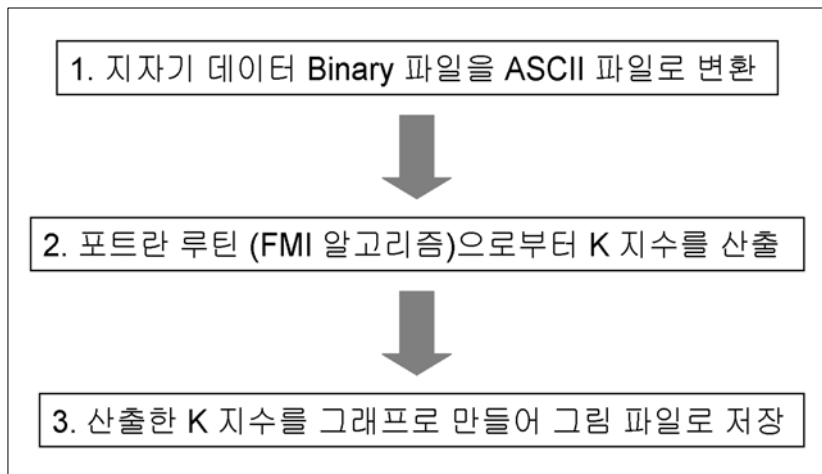 1. 지자기 데이터 Binary 파일을 ASCII 파일로 변환
2. 포트란 루틴 (FMI 알고리즘)으로부터 K 지수를 산출
3. 산출한 K 지수를 그래프로 만들어 그림 파일로 저장